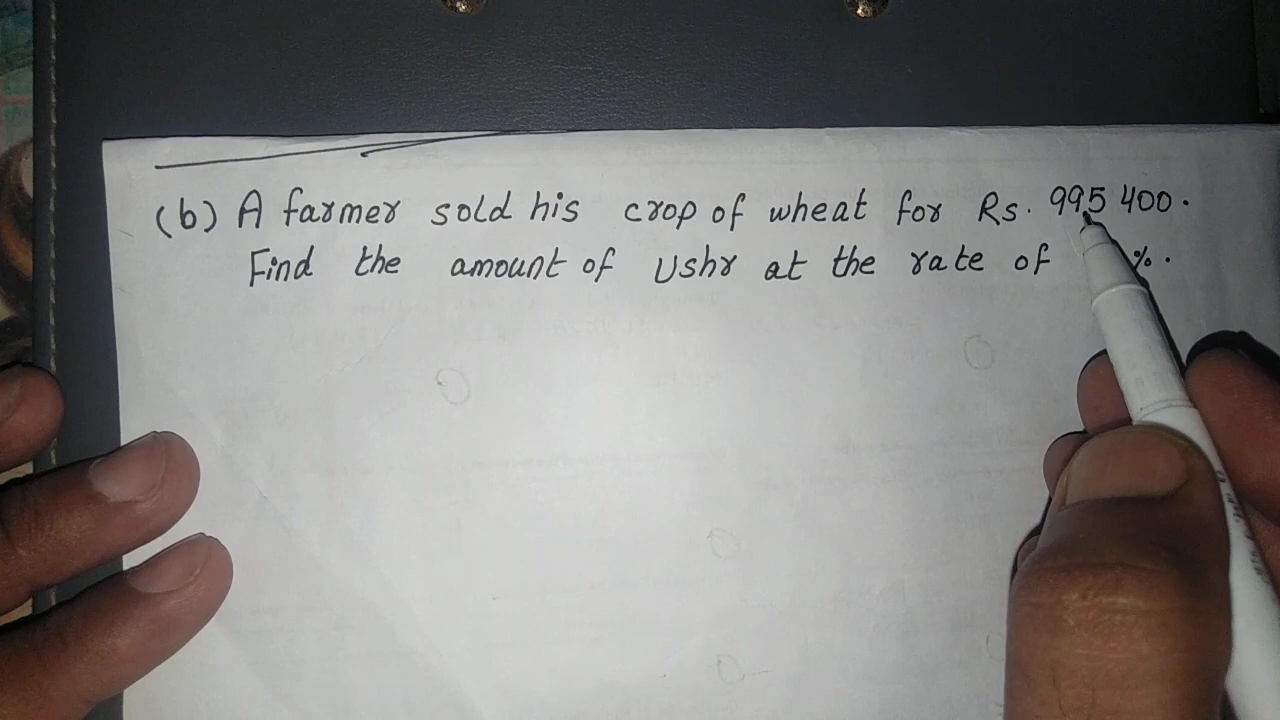 (b) A farmer sold his crop of wheat for Rs. 995 400.
Find the amount of Ushr at the rate of %.